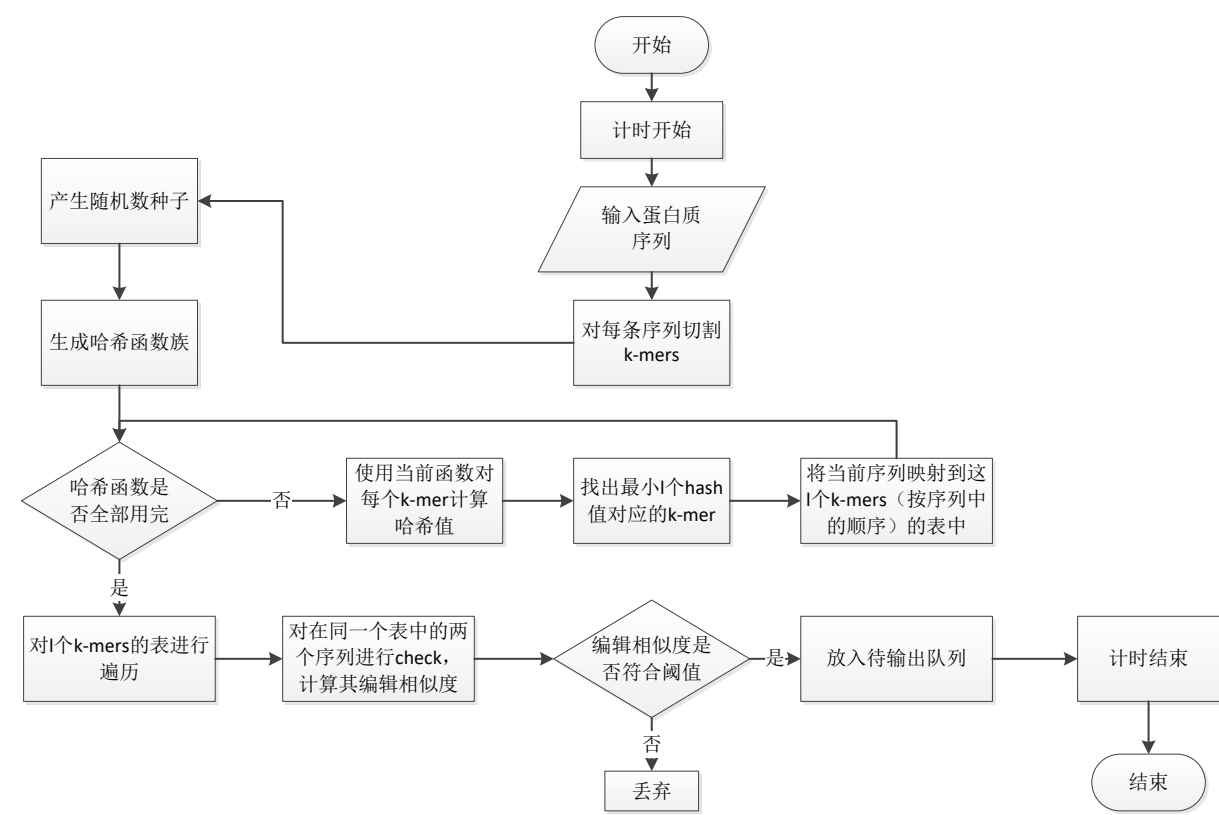 开始
计时开始
输入蛋白质
序列
对每条序列切割
k-mers
产生随机数种子
生成哈希函数族
哈希函数是
否全部用完
否
使用当前函数对
每个k-mer计算
哈希值
找出最小l个hash
值对应的k-mer
将当前序列映射到这
l个k-mers（按序列中
的顺序）的表中
是
对l个k-mers的表进行
遍历
对在同一个表中的两
个序列进行check，
计算其编辑相似度
编辑相似度是
否符合阈值
是
放入待输出队列
计时结束
否
丢弃
结束